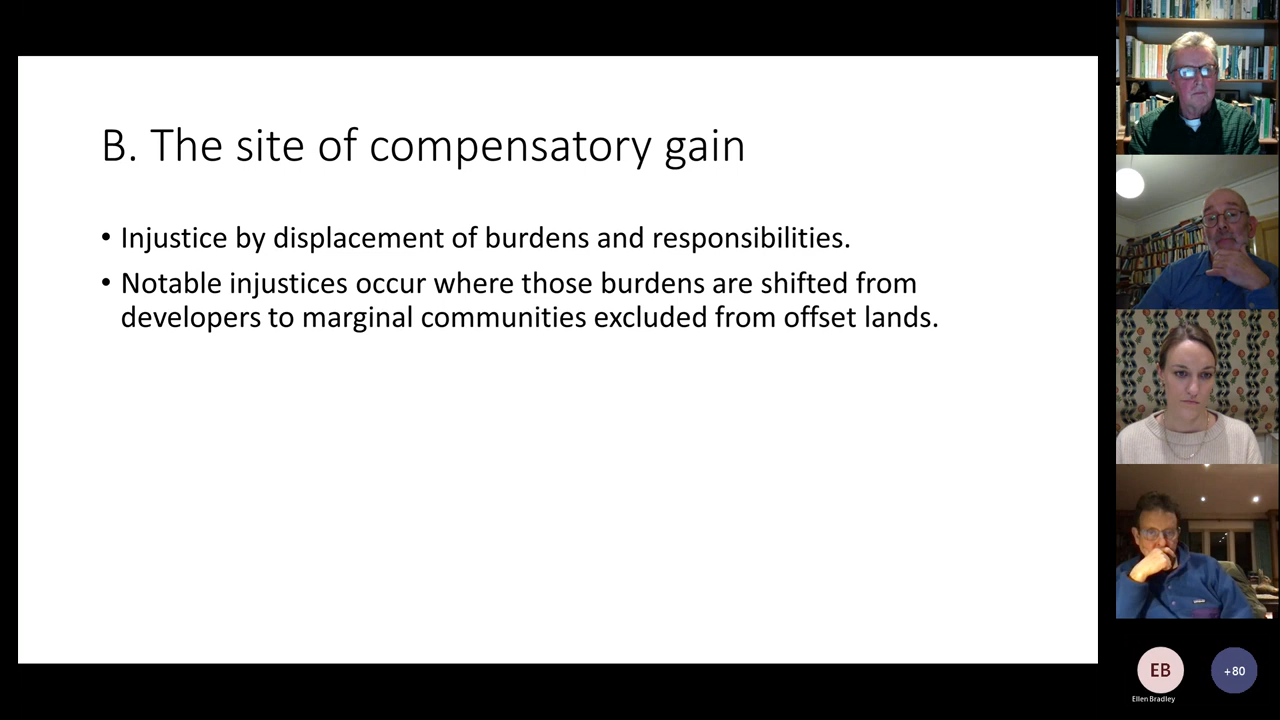 B. The site of compensatory gain
• Injustice by displacement of burdens and responsibilities.
• Notable injustices occur where those burdens are shifted from
developers to marginal communities excluded from offset lands.
EB
+80
Ellen Bradley